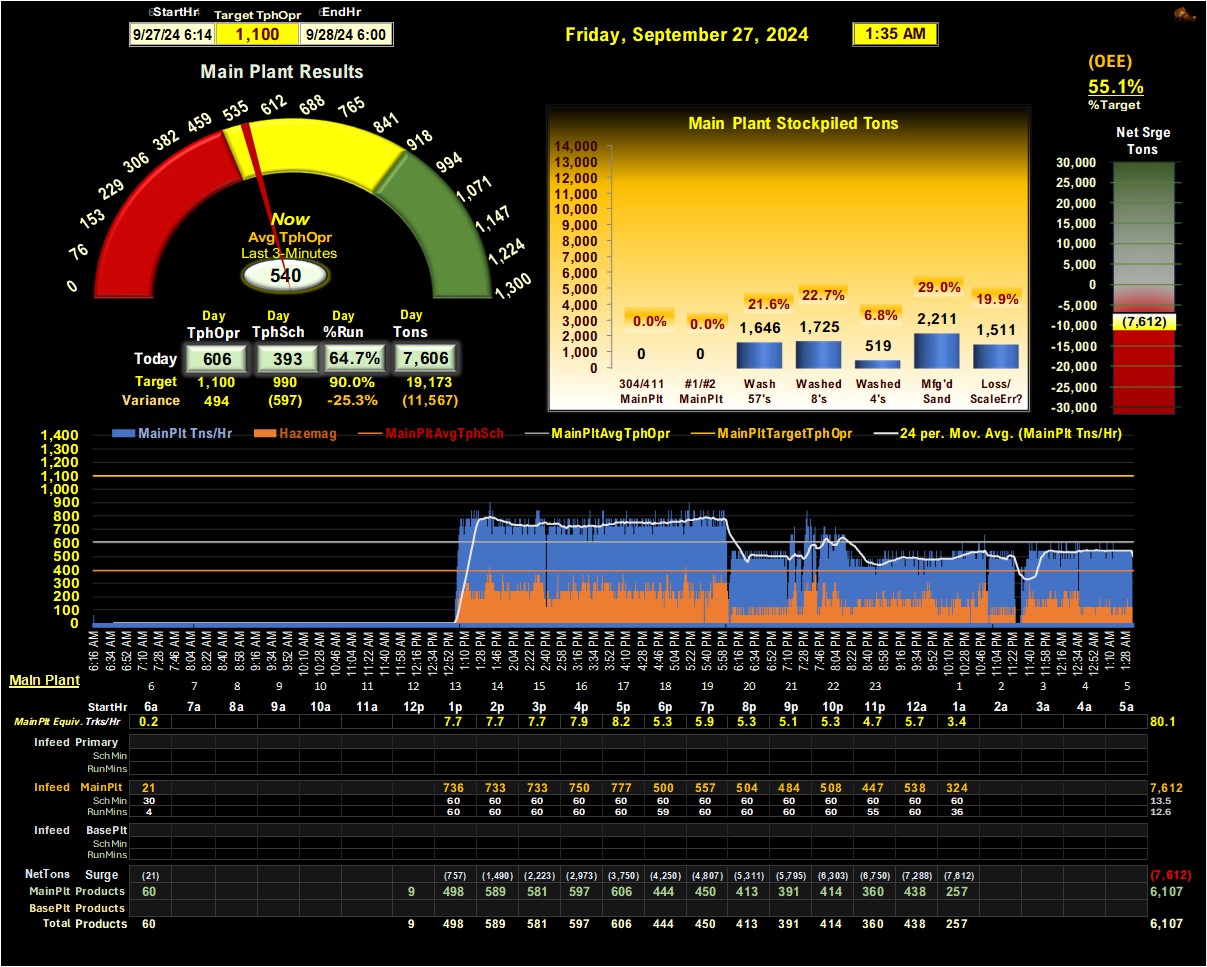 StartHr Target TphOpr EndHr
9/27/24 6:14 1,100 9/28/24 6:00
Friday, September 27, 2024 1:35 AM
(OEE)
55.1%
%Target
Main Plant Results
0 76 153 229 306 382 459 535 612 688 765 841 918 994 1,071 1,147 1,224 1,300
Now
Avg TphOpr
Last 3-Minutes
540
Day Day Day Day
TphOpr TphSch %Run Tons
Today 606 393 64.7% 7,606
Target 1,100 990 90.0% 19,173
Variance 494 (597) -25.3% (11,567)
Main Plant Stockpiled Tons
14,000
13,000
12,000
11,000
10,000
9,000
8,000
7,000
6,000
5,000
4,000
3,000
2,000
1,000
0
0.0% 0.0% 21.6% 22.7% 6.8% 29.0% 19.9%
0 0 1,646 1,725 519 2,211 1,511
304/411 #1/#2 Wash Washed Washed Mfg'd Loss/
MainPlt MainPlt 57's 8's 4's Sand ScaleErr?
Net Srge
Tons
30,000
25,000
20,000
15,000
10,000
5,000
0
-5,000
-10,000
-15,000
-20,000
-25,000
-30,000
(7,612)
MainPlt Tns/Hr Hazemag MainPltAvgTphSch MainPltAvgTphOpr MainPltTargetTphOpr 24 per. Mov. Avg. (MainPlt Tns/Hr)
1,400
1,300
1,200
1,100
1,000
900
800
700
600
500
400
300
200
100
0
6:16 AM 6:34 AM 6:52 AM 7:10 AM 7:28 AM 7:46 AM 8:04 AM 8:22 AM 8:40 AM 8:58 AM 9:16 AM 9:34 AM 9:52 AM 10:10 AM 10:28 AM 10:46 AM 11:04 AM 11:22 AM 11:40 AM 11:58 AM 12:16 PM 12:34 PM 12:52 PM 1:10 PM 1:28 PM 1:46 PM 2:04 PM 2:22 PM 2:40 PM 2:58 PM 3:16 PM 3:34 PM 3:52 PM 4:10 PM 4:28 PM 4:46 PM 5:04 PM 5:22 PM 5:40 PM 5:58 PM 6:18 PM 6:36 PM 6:54 PM 7:10 PM 7:28 PM 7:46 PM 8:04 PM 8:22 PM 8:40 PM 8:58 PM 9:16 PM 9:34 PM 9:52 PM 10:10 PM 10:28 PM 10:46 PM 11:04 PM 11:22 PM 11:40 PM 11:58 PM 12:16 AM 12:34 AM 12:52 AM 1:10 AM 1:28 AM
Main Plant 6 7 8 9 10 11 12 13 14 15 16 17 18 19 20 21 22 23 1 2 3 4 5
StartHr 6a 7a 8a 9a 10a 11a 12p 1p 2p 3p 4p 5p 6p 7p 8p 9p 10p 11p 12a 1a 2a 3a 4a 5a
MainPlt Equiv. Trks/Hr 0.2 7.7 7.7 7.7 7.9 8.2 5.3 5.9 5.3 5.1 5.3 4.7 5.7 3.4 80.1
Infeed Primary
SchMin
RunMins
Infeed MainPlt 21 736 733 733 750 777 500 557 504 484 508 447 538 324 7,612
SchMin 30 60 60 60 60 60 60 60 60 60 60 60 60 60 13.5
RunMins 4 60 60 60 60 60 59 60 60 60 60 55 60 36 12.6
Infeed BasePlt
SchMin
RunMins
NetTons Surge (21) (757) (1,490) (2,223) (2,973) (3,750) (4,250) (4,807) (5,311) (5,795) (6,303) (6,750) (7,288) (7,612) (7,612)
MainPlt Products 60 9 498 589 581 597 606 444 450 413 391 414 360 438 257 6,107
BasePlt Products
Total Products 60 9 498 589 581 597 606 444 450 413 391 414 360 438 257 6,107